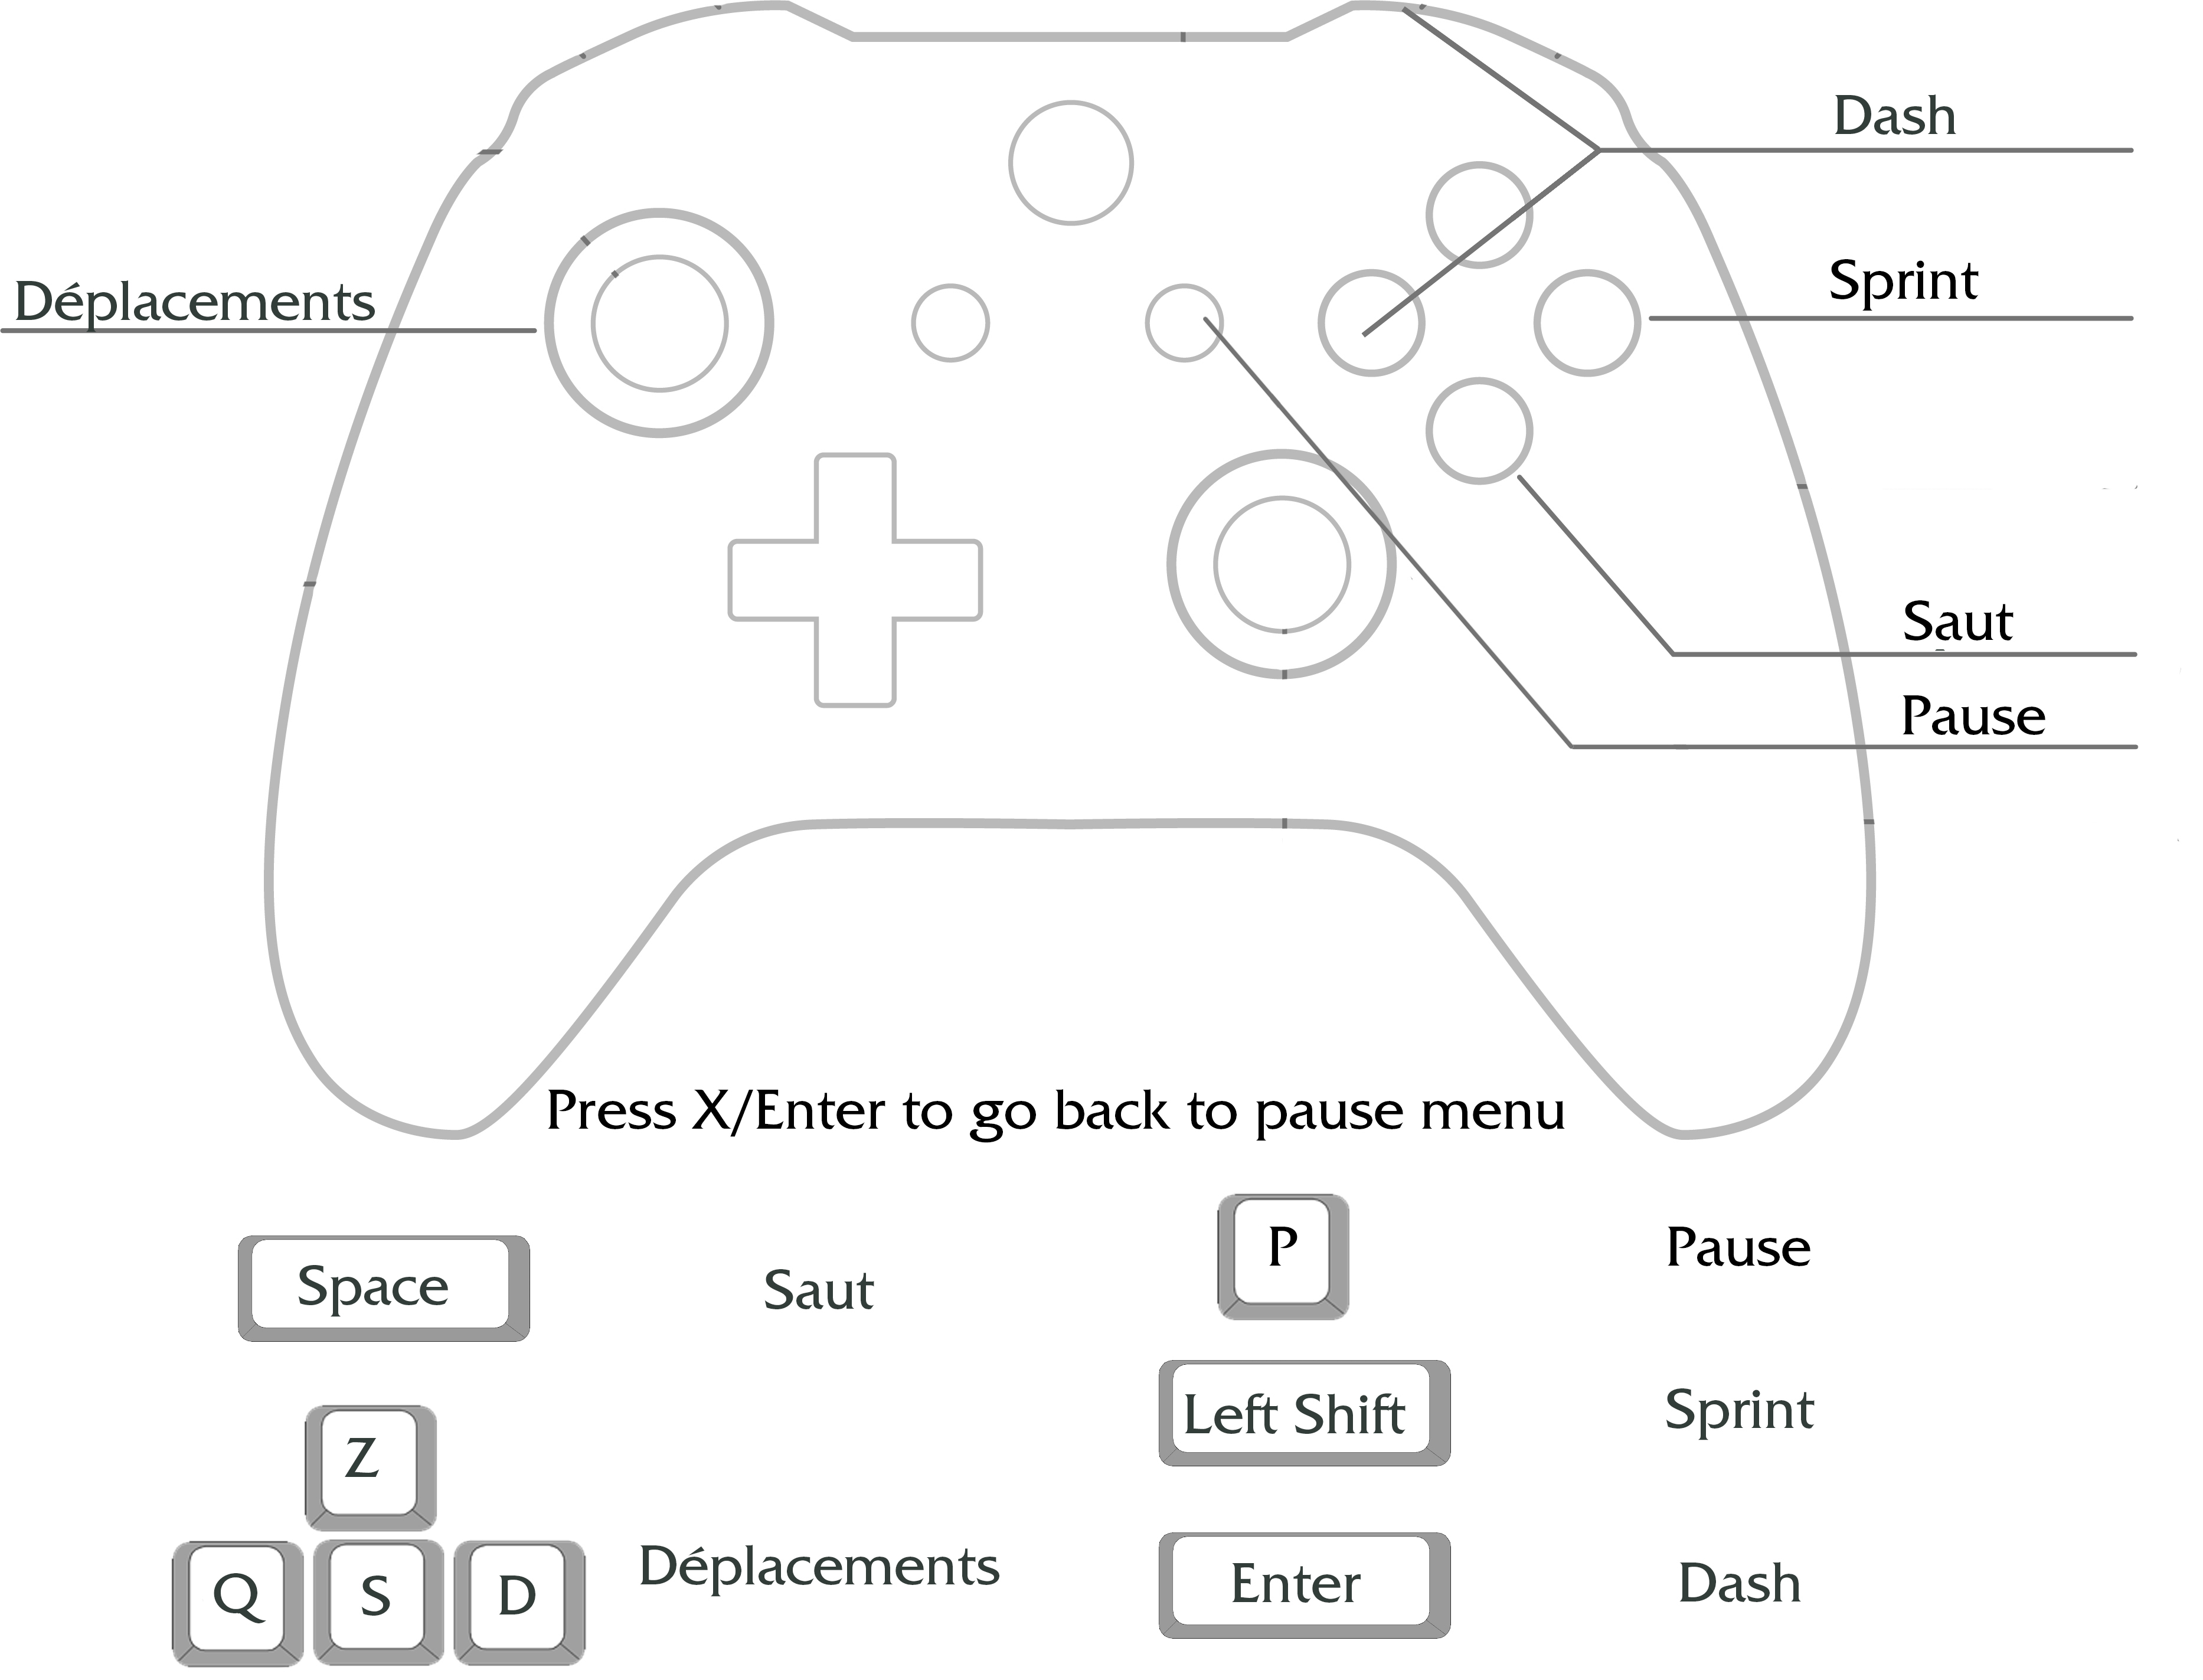 Dash
Sprint
Déplacements
Saut
Pause
Press X/Enter to go back to pause menu
Space
Saut
P
Pause
Left Shift
Sprint
Z
Q
S
D
Déplacements
Enter
Dash